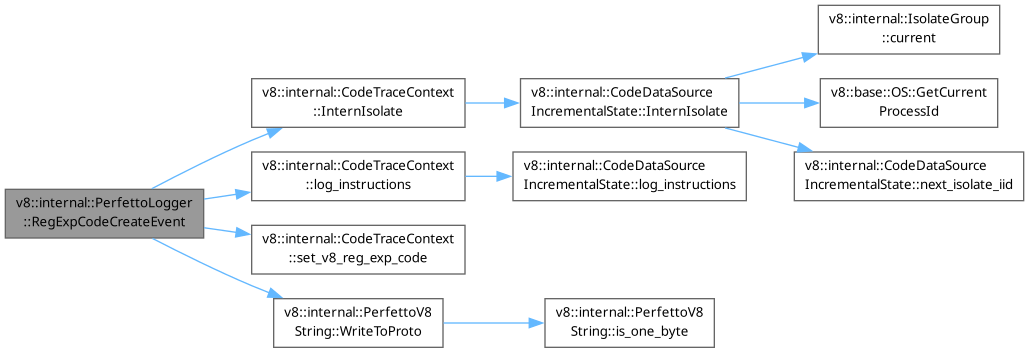 v8::internal::PerfettoLogger
::RegExpCodeCreateEvent
v8::internal::CodeTraceContext
::InternIsolate
v8::internal::CodeDataSource
IncrementalState::InternIsolate
v8::internal::IsolateGroup
::current
v8::base::OS::GetCurrent
ProcessId
v8::internal::CodeDataSource
IncrementalState::next_isolate_iid
v8::internal::CodeTraceContext
::log_instructions
v8::internal::CodeDataSource
IncrementalState::log_instructions
v8::internal::CodeTraceContext
::set_v8_reg_exp_code
v8::internal::PerfettoV8
String::WriteToProto
v8::internal::PerfettoV8
String::is_one_byte